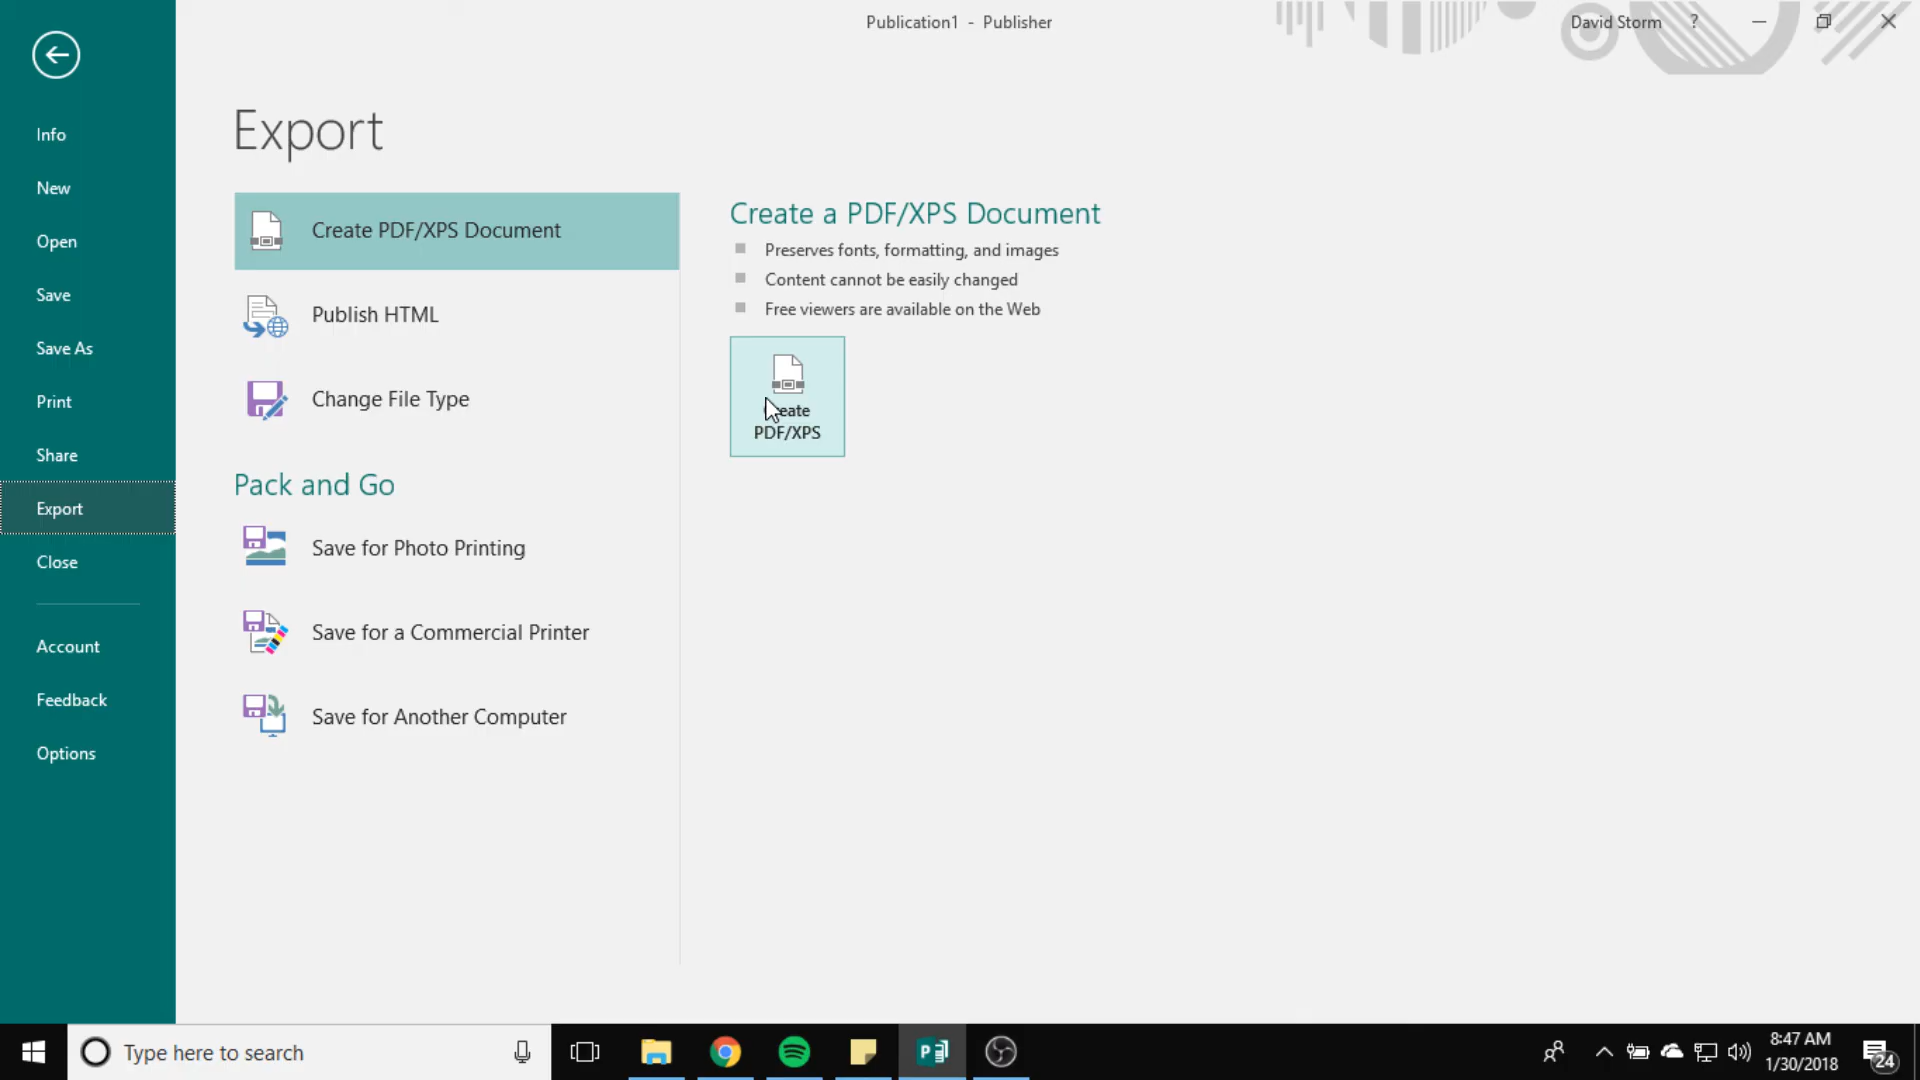 Publication1 - Publisher
David Storm ?
Info
New
Open
Save
Save As
Print
Share
Export
Close
Account
Feedback
Options
Export
Create PDF/XPS Document
Publish HTML
Change File Type
Pack and Go
Save for Photo Printing
Save for a Commercial Printer
Save for Another Computer
Create a PDF/XPS Document
Preserves fonts, formatting, and images
Content cannot be easily changed
Free viewers are available on the Web
Create
PDF/XPS
Type here to search
P
8:47 AM
1/30/2018
24